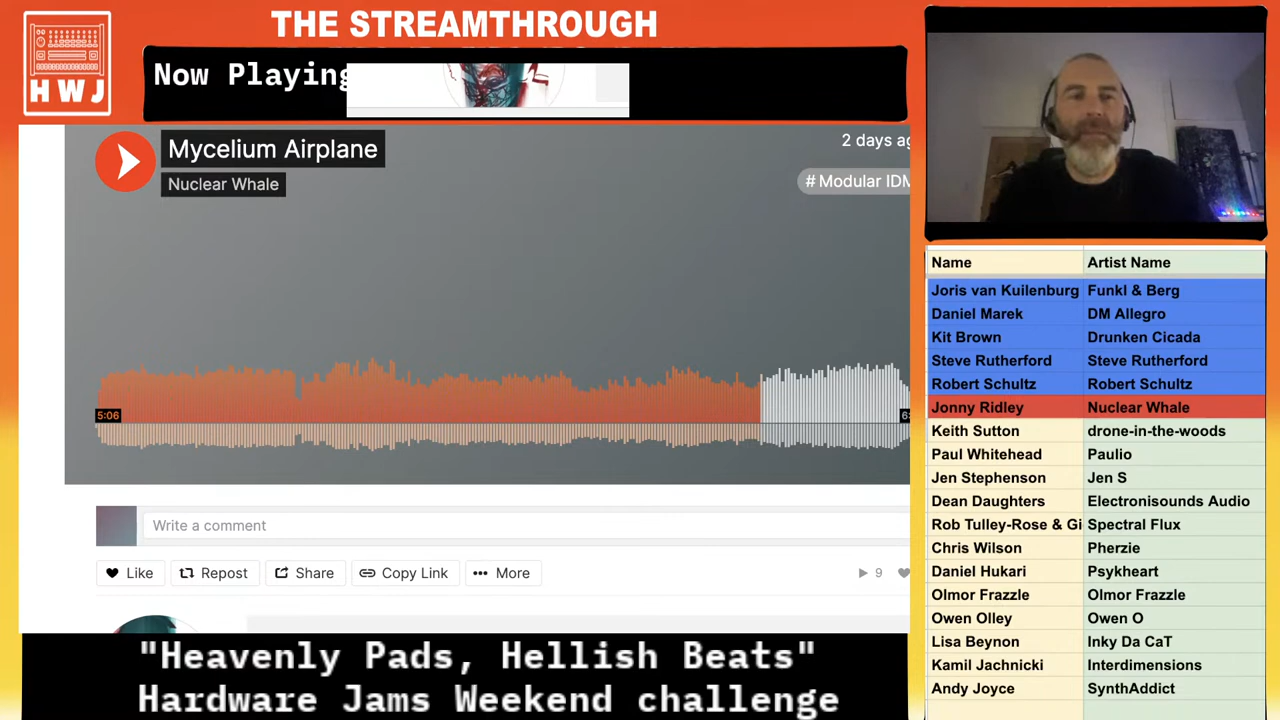 THE STREAMTHROUGH
HWJ
Now Playing
Mycelium Airplane
Nuclear Whale
2 days ag
# Modular IDM
5:06
6:
Write a comment
Like
Repost
Share
Copy Link
More
9
"Heavenly Pads, Hellish Beats"
Hardware Jams Weekend challenge
Name Artist Name
Joris van Kuilenburg Funkl & Berg
Daniel Marek DM Allegro
Kit Brown Drunken Cicada
Steve Rutherford Steve Rutherford
Robert Schultz Robert Schultz
Jonny Ridley Nuclear Whale
Keith Sutton drone-in-the-woods
Paul Whitehead Paulio
Jen Stephenson Jen S
Dean Daughters Electronisounds Audio
Rob Tulley-Rose & Gi Spectral Flux
Chris Wilson Pherzie
Daniel Hukari Psykheart
Olmor Frazzle Olmor Frazzle
Owen Olley Owen O
Lisa Beynon Inky Da CaT
Kamil Jachnicki Interdimensions
Andy Joyce SynthAddict